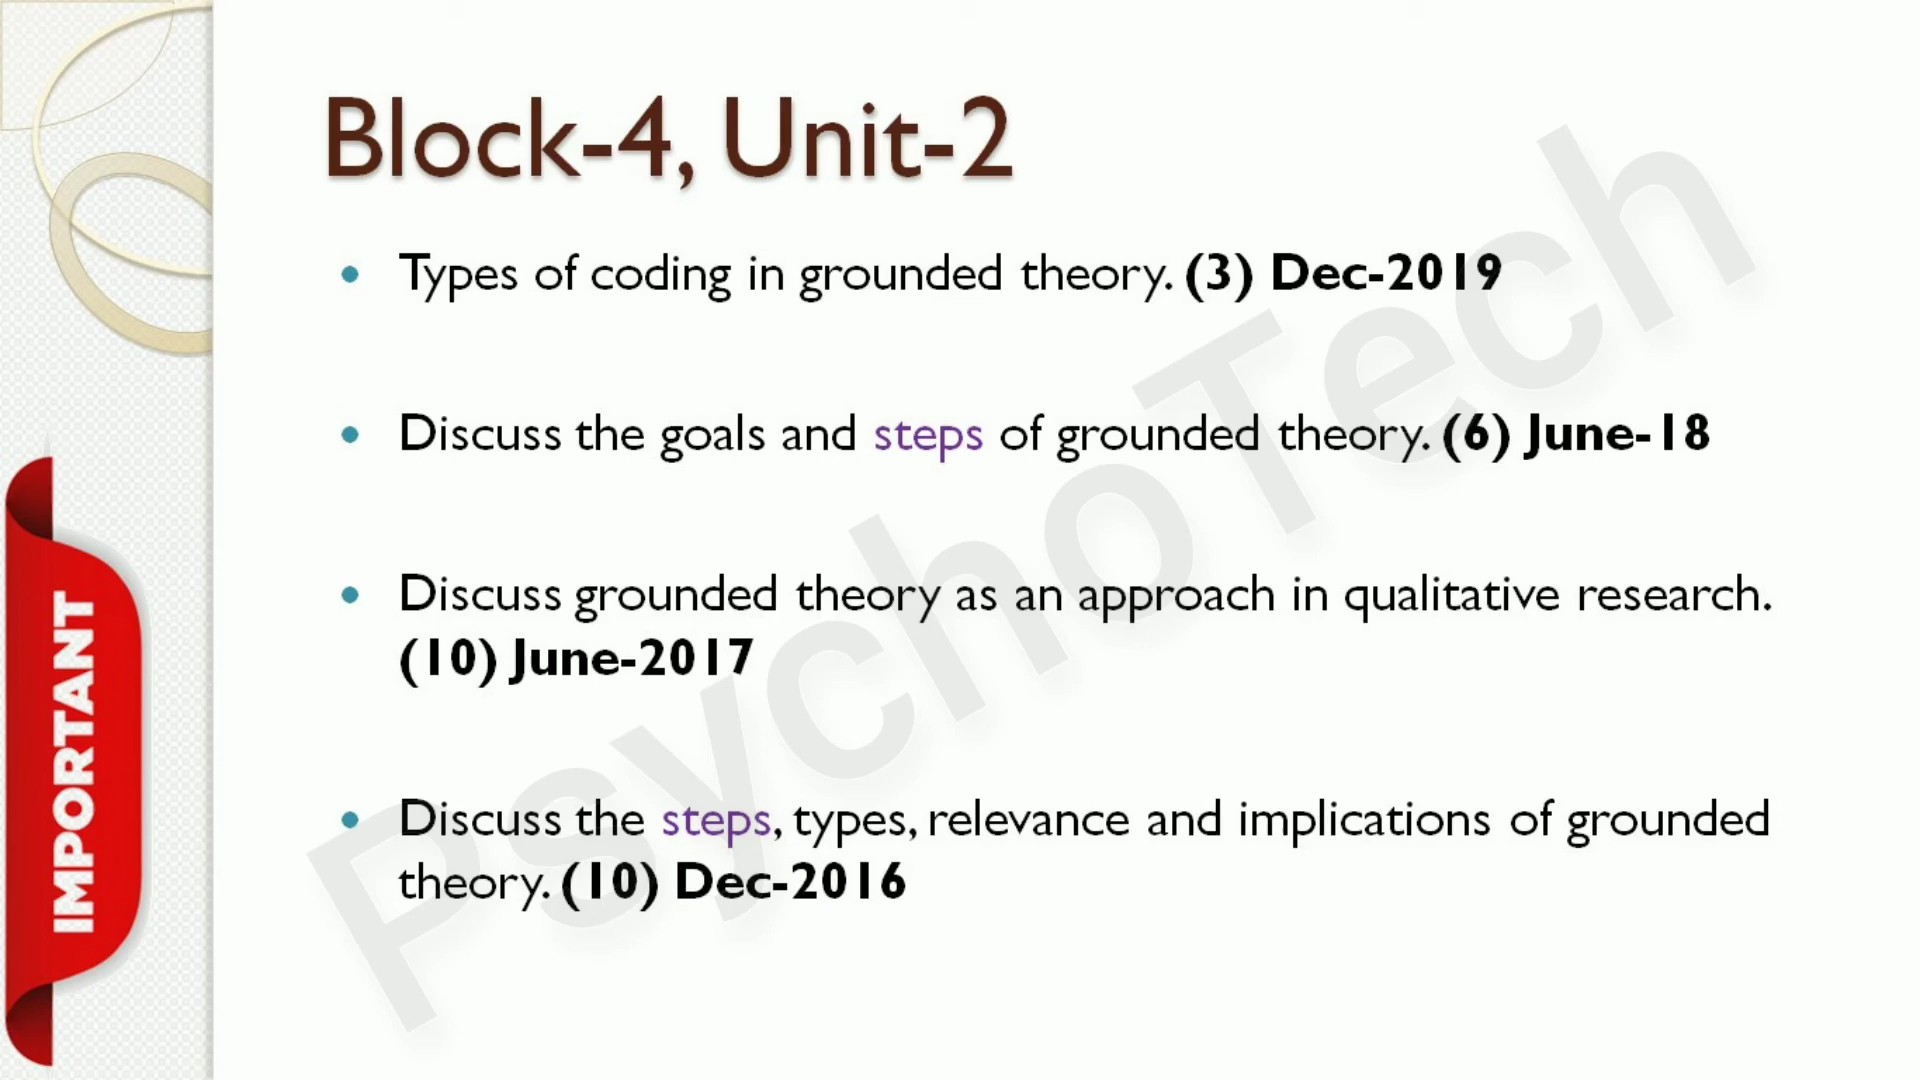 Block-4, Unit-2
• Types of coding in grounded theory. (3) Dec-2019
• Discuss the goals and steps of grounded theory. (6) June-18
• Discuss grounded theory as an approach in qualitative research.
(10) June-2017
• Discuss the steps, types, relevance and implications of grounded
theory. (10) Dec-2016
IMPORTANT
PsychoTech